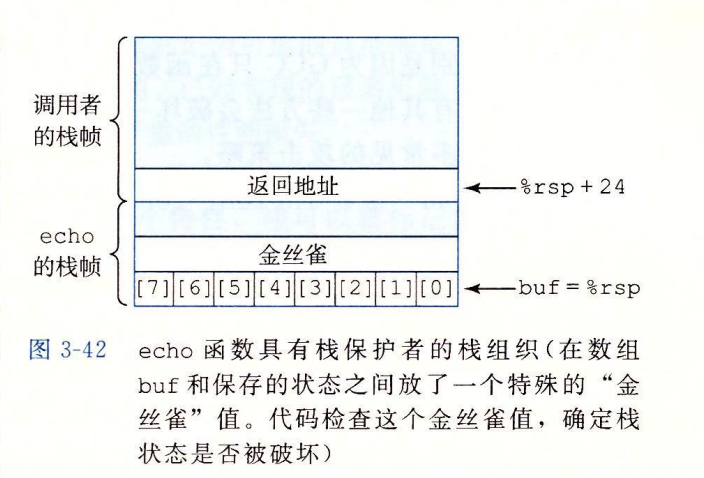 调用者
的栈帧
返回地址
%rsp+24
echo
的栈帧
金丝雀
[7][6][5][4][3][2][1][0]
buf=%rsp
图 3-42 echo 函数具有栈保护者的栈组织(在数组
buf 和保存的状态之间放了一个特殊的“金
丝雀”值。代码检查这个金丝雀值，确定栈
状态是否被破坏)